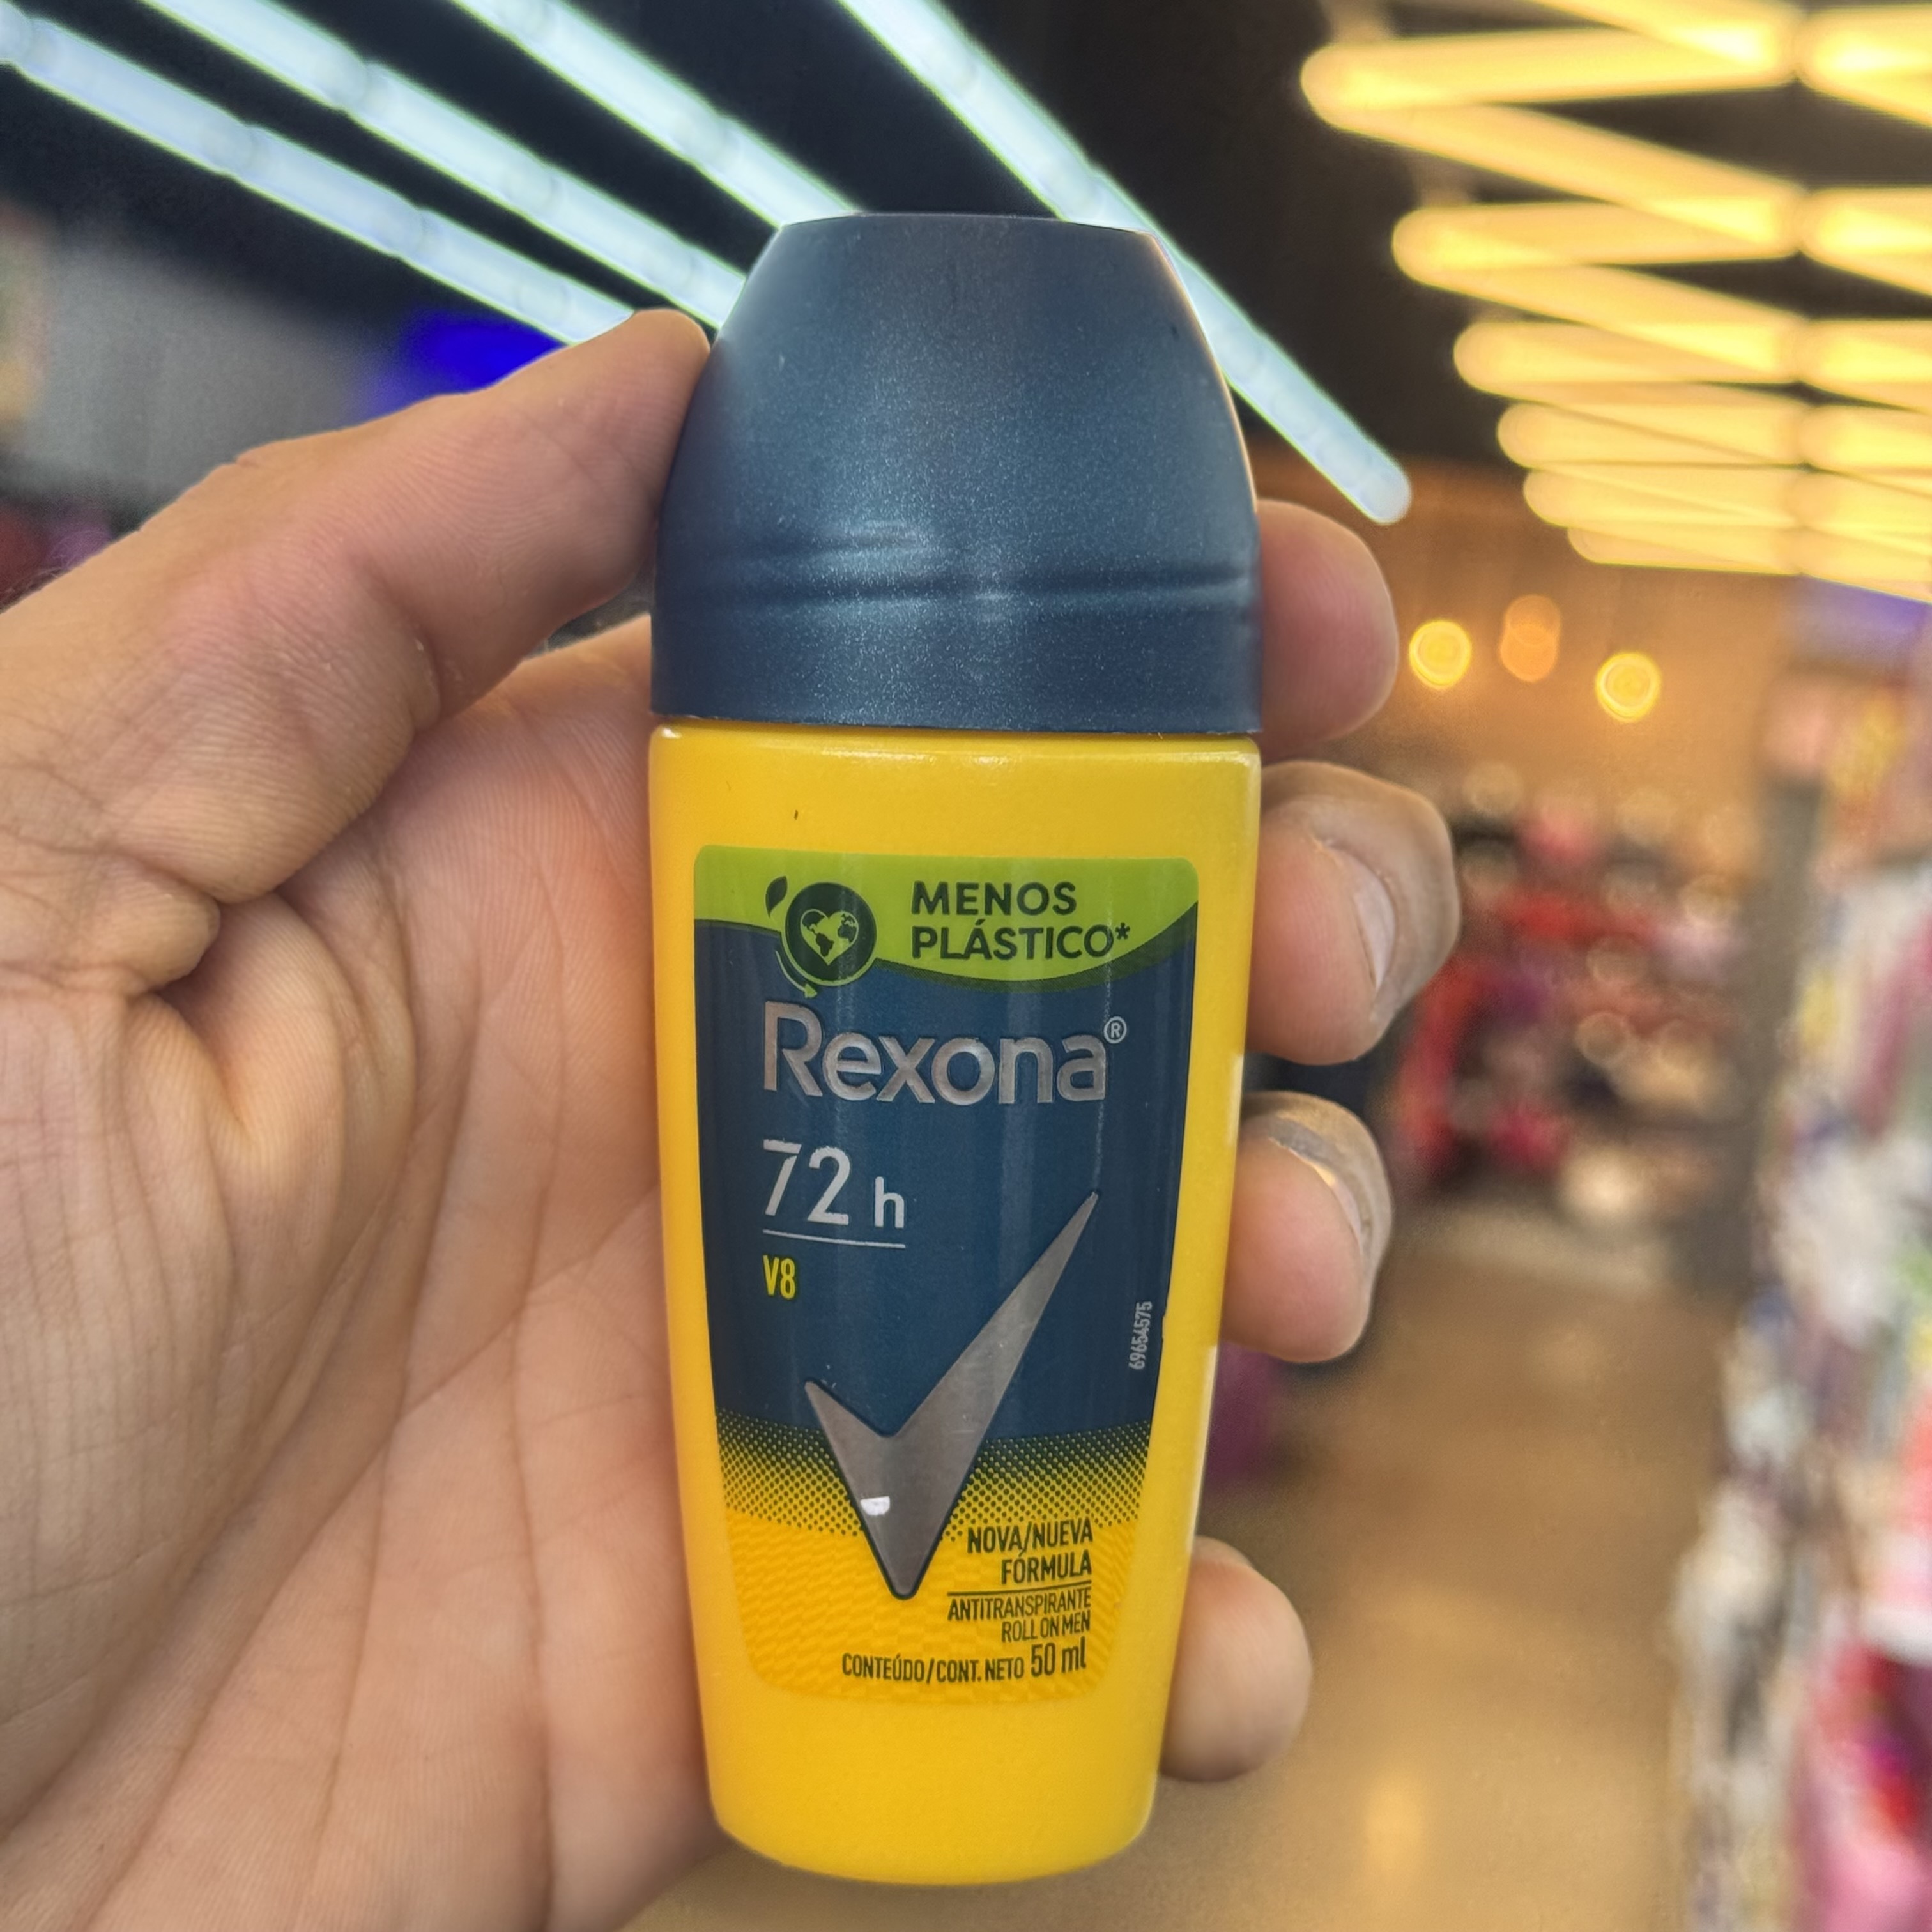 MENOS
PLÁSTICO*
Rexona®
72 h
V8
69654575
NOVA/NUEVA
FÓRMULA
ANTITRANSPIRANTE
ROLL ON MEN
CONTEÚDO/CONT. NETO 50 ml